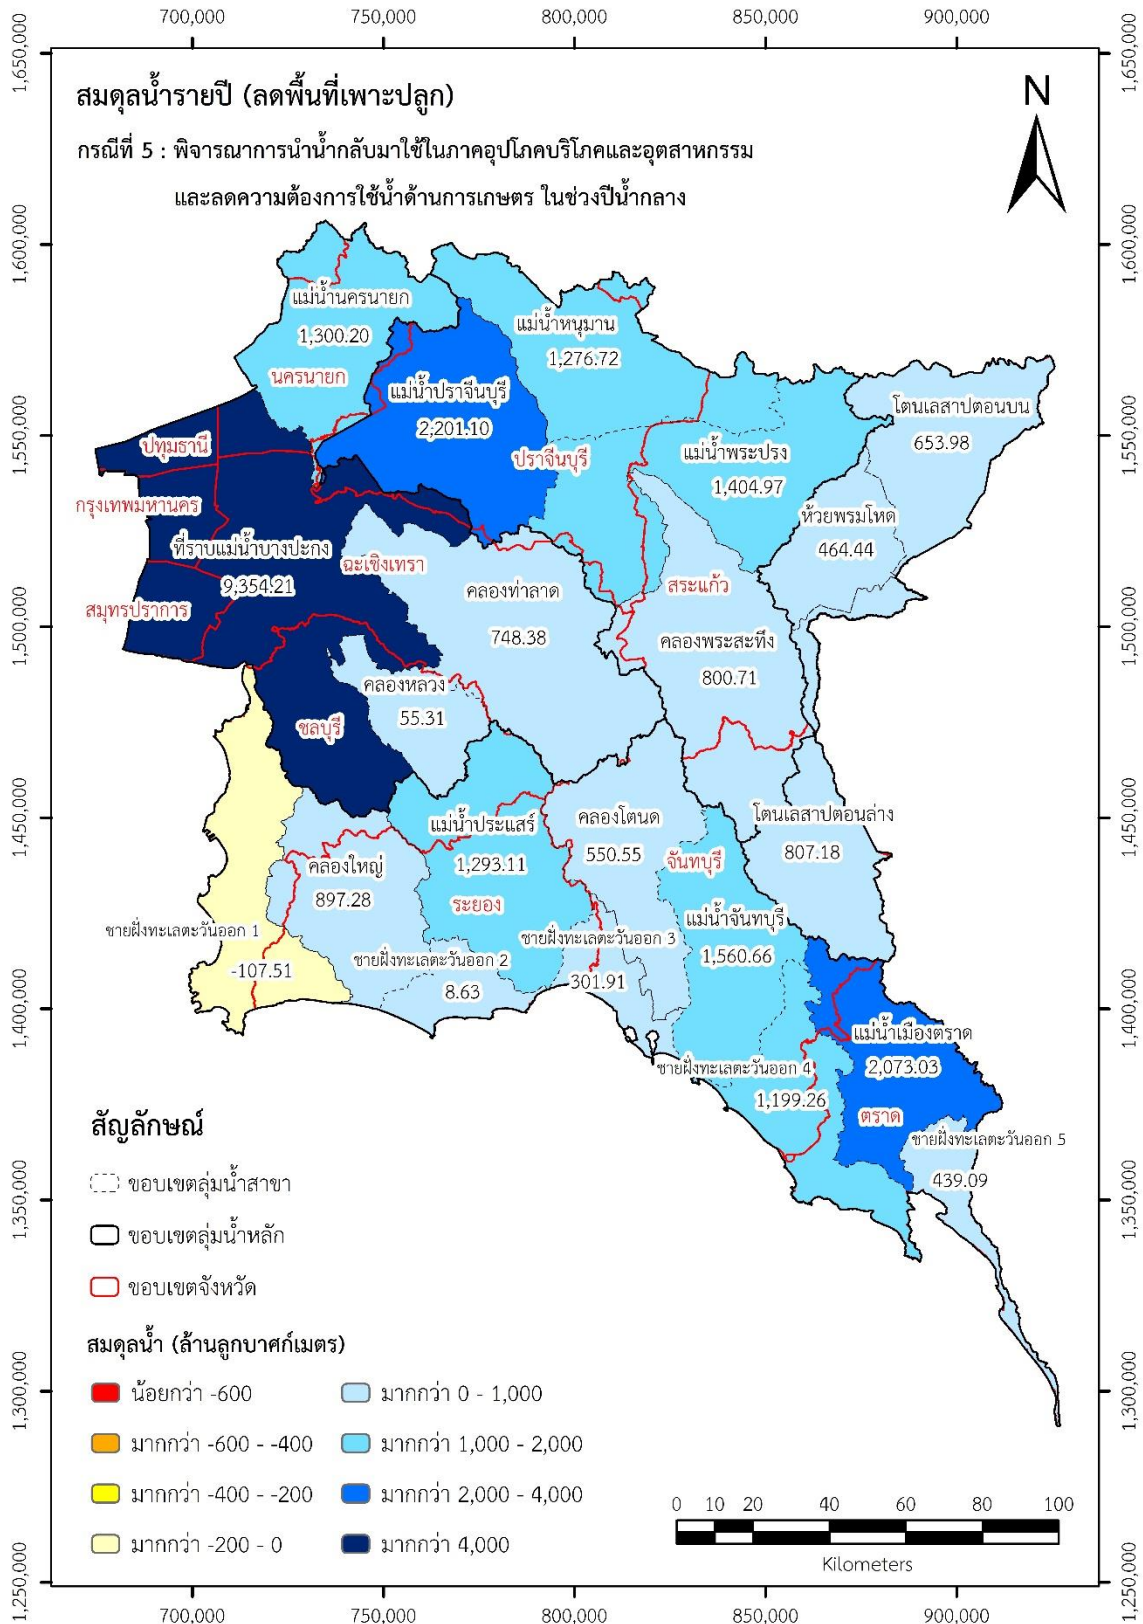 700,000 750,000 800,000 850,000 900,000
1,650,000 1,650,000
สมดุลน้ำรายปี (ลดพื้นที่เพาะปลูก)
N
กรณีที่ 5 : พิจารณาการนำน้ำกลับมาใช้ในภาคอุปโภคบริโภคและอุตสาหกรรม
และลดความต้องการใช้น้ำด้านการเกษตร ในช่วงปีน้ำกลาง
1,600,000 1,600,000
แม่น้ำนครนายก
1,300.20
นครนายก
แม่น้ำหนุมาน
1,276.72
แม่น้ำปราจีนบุรี
2,201.10
ปราจีนบุรี
โตนเลสาปตอนบน
653.98
1,550,000 1,550,000
ปทุมธานี
กรุงเทพมหานคร
แม่น้ำพระปรง
1,404.97
ห้วยพรมโหด
464.44
ที่ราบแม่น้ำบางปะกง
9,354.21
ฉะเชิงเทรา
สมุทรปราการ
คลองท่าลาด
748.38
สระแก้ว
คลองพระสะทึง
800.71
1,500,000 1,500,000
คลองหลวง
55.31
ชลบุรี
1,450,000 1,450,000
แม่น้ำประแสร์
1,293.11
ระยอง
คลองโตนด
550.55
จันทบุรี
โตนเลสาปตอนล่าง
807.18
คลองใหญ่
897.28
ชายฝั่งทะเลตะวันออก 1
-107.51
ชายฝั่งทะเลตะวันออก 2
8.63
ชายฝั่งทะเลตะวันออก 3
301.91
แม่น้ำจันทบุรี
1,560.66
1,400,000 1,400,000
แม่น้ำเมืองตราด
2,073.03
ชายฝั่งทะเลตะวันออก 4
1,199.26
ตราด
ชายฝั่งทะเลตะวันออก 5
439.09
1,350,000 1,350,000
สัญลักษณ์
ขอบเขตลุ่มน้ำสาขา
ขอบเขตลุ่มน้ำหลัก
ขอบเขตจังหวัด
สมดุลน้ำ (ล้านลูกบาศก์เมตร)
1,300,000 1,300,000
น้อยกว่า -600
มากกว่า -600 - -400
มากกว่า -400 - -200
มากกว่า -200 - 0
มากกว่า 0 - 1,000
มากกว่า 1,000 - 2,000
มากกว่า 2,000 - 4,000
มากกว่า 4,000
0 10 20 40 60 80 100
Kilometers
1,250,000 1,250,000
700,000 750,000 800,000 850,000 900,000